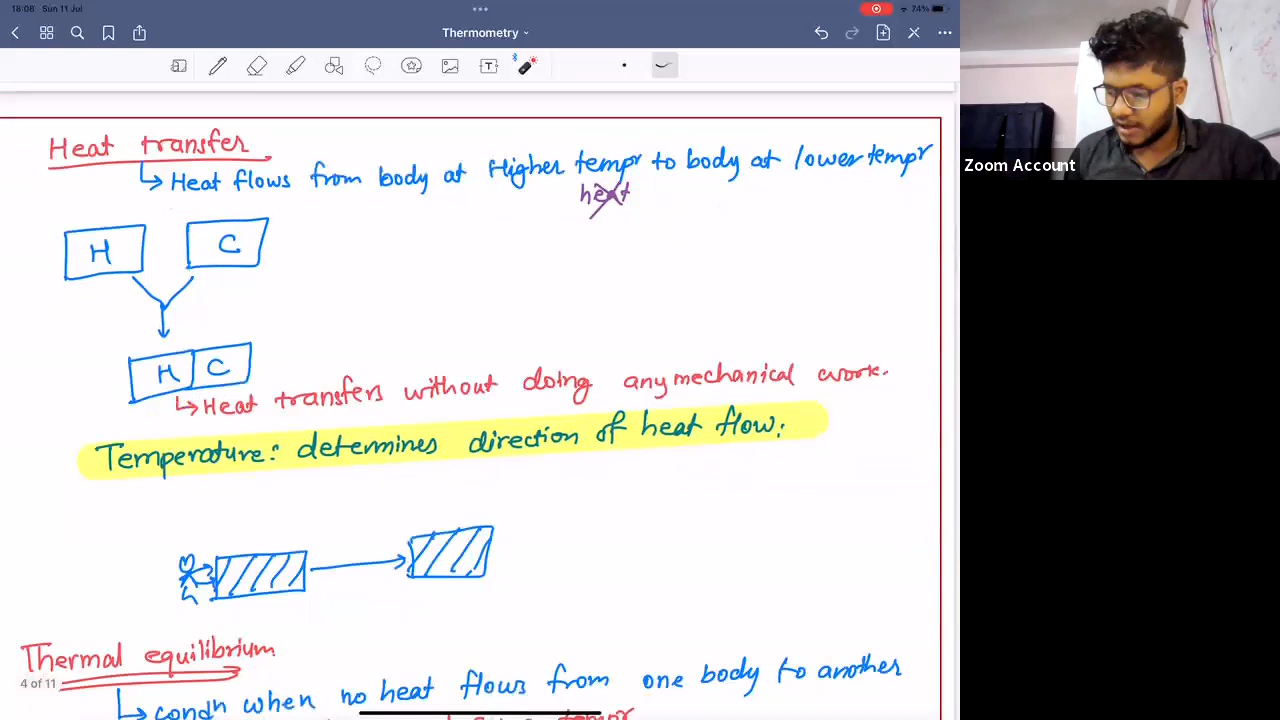 18:08 Sun 11 Jul
74%
Thermometry
Zoom Account
Heat transfer
Heat flows from body at Higher tempr to body at lower tempr
heat
H
C
H C
Heat transfers without doing any mechanical work.
Temperature: determines direction of heat flow.
Thermal equilibrium
4 of 11
condn when no heat flows from one body to another
tempr